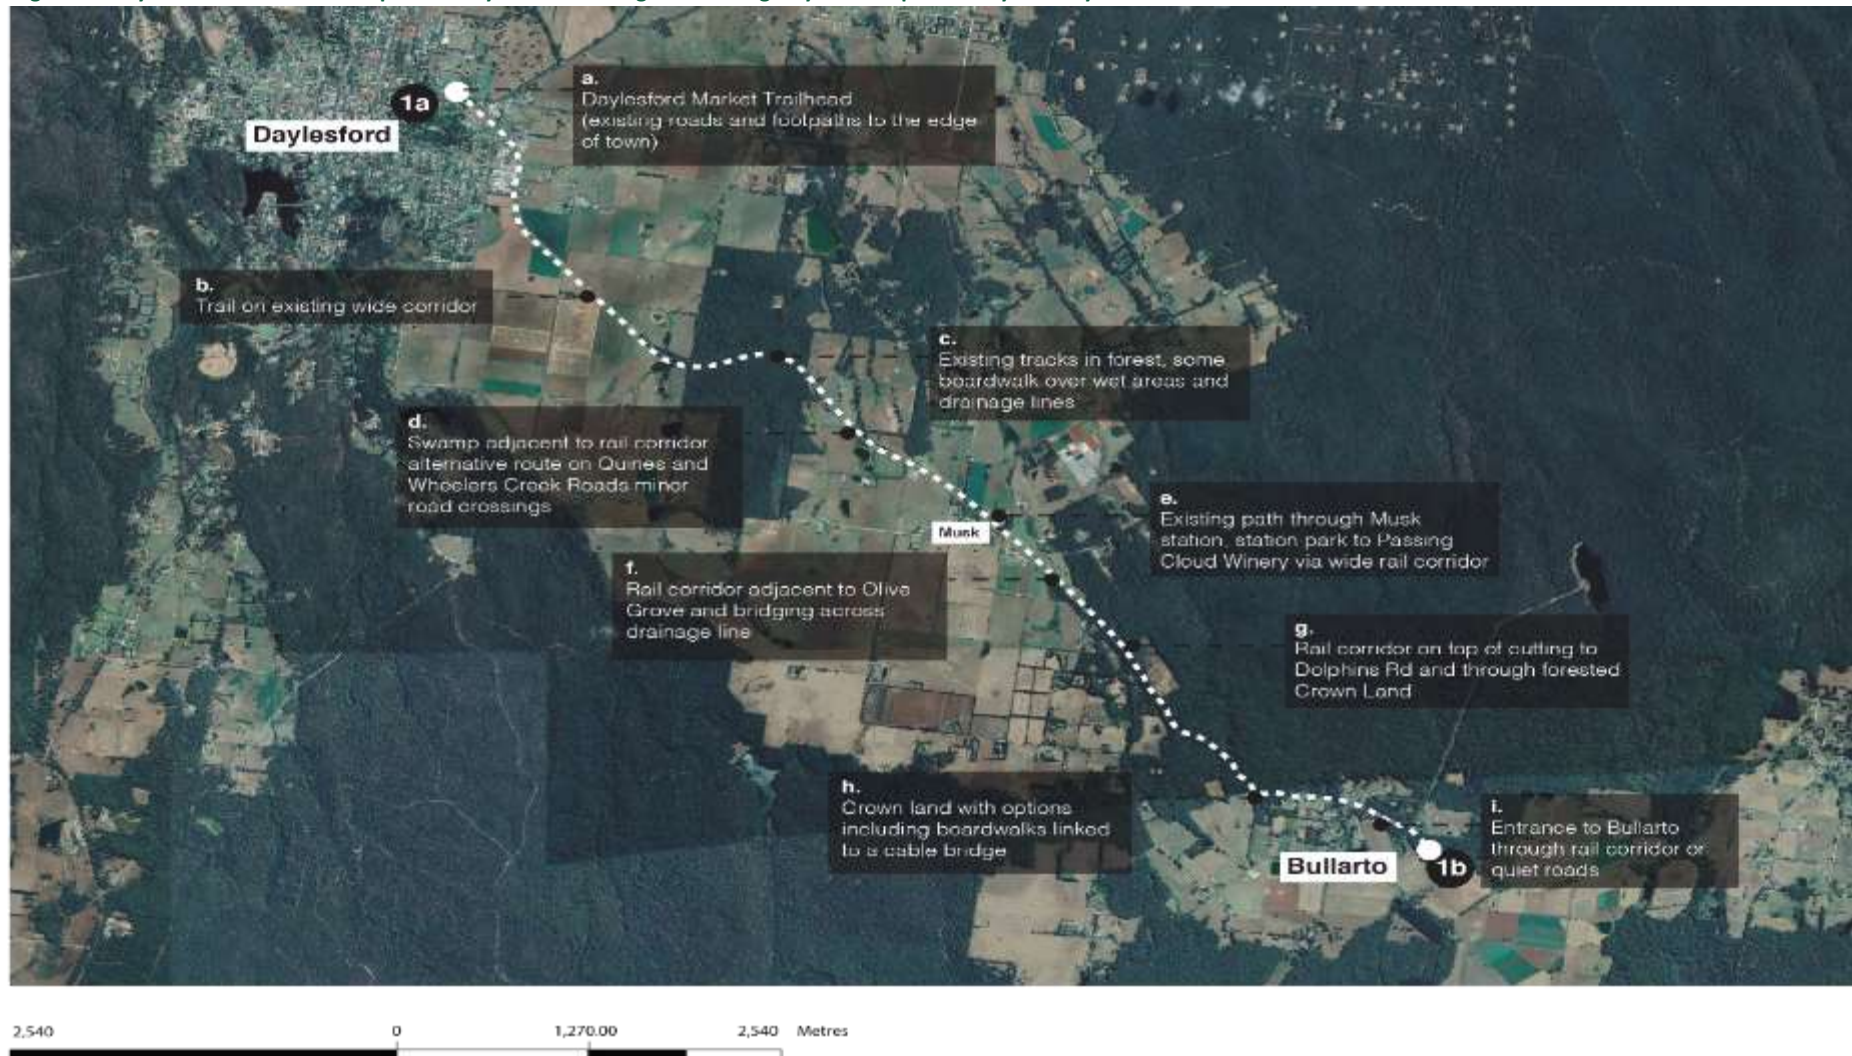 1a
Daylesford
a.
Daylesford Market Trailhead
(existing roads and footpaths to the edge
of town)
b.
Trail on existing wide corridor
c.
Existing tracks in forest, some
boardwalk over wet areas and
drainage lines
d.
Swamp adjacent to rail corridor
alternative route on Quines and
Wheelers Creek Roads minor
road crossings
e.
Existing path through Musk
station, station park to Passing
Cloud Winery via wide rail corridor
Musk
f.
Rail corridor adjacent to Olive
Grove and bridging across
drainage line
g.
Rail corridor on top of cutting to
Dolphins Rd and through forested
Crown Land
h.
Crown land with options
including boardwalks linked
to a cable bridge
i.
Entrance to Bullarto
through rail corridor or
quiet roads
Bullarto
1b
2,540 0 1,270.00 2,540 Metres